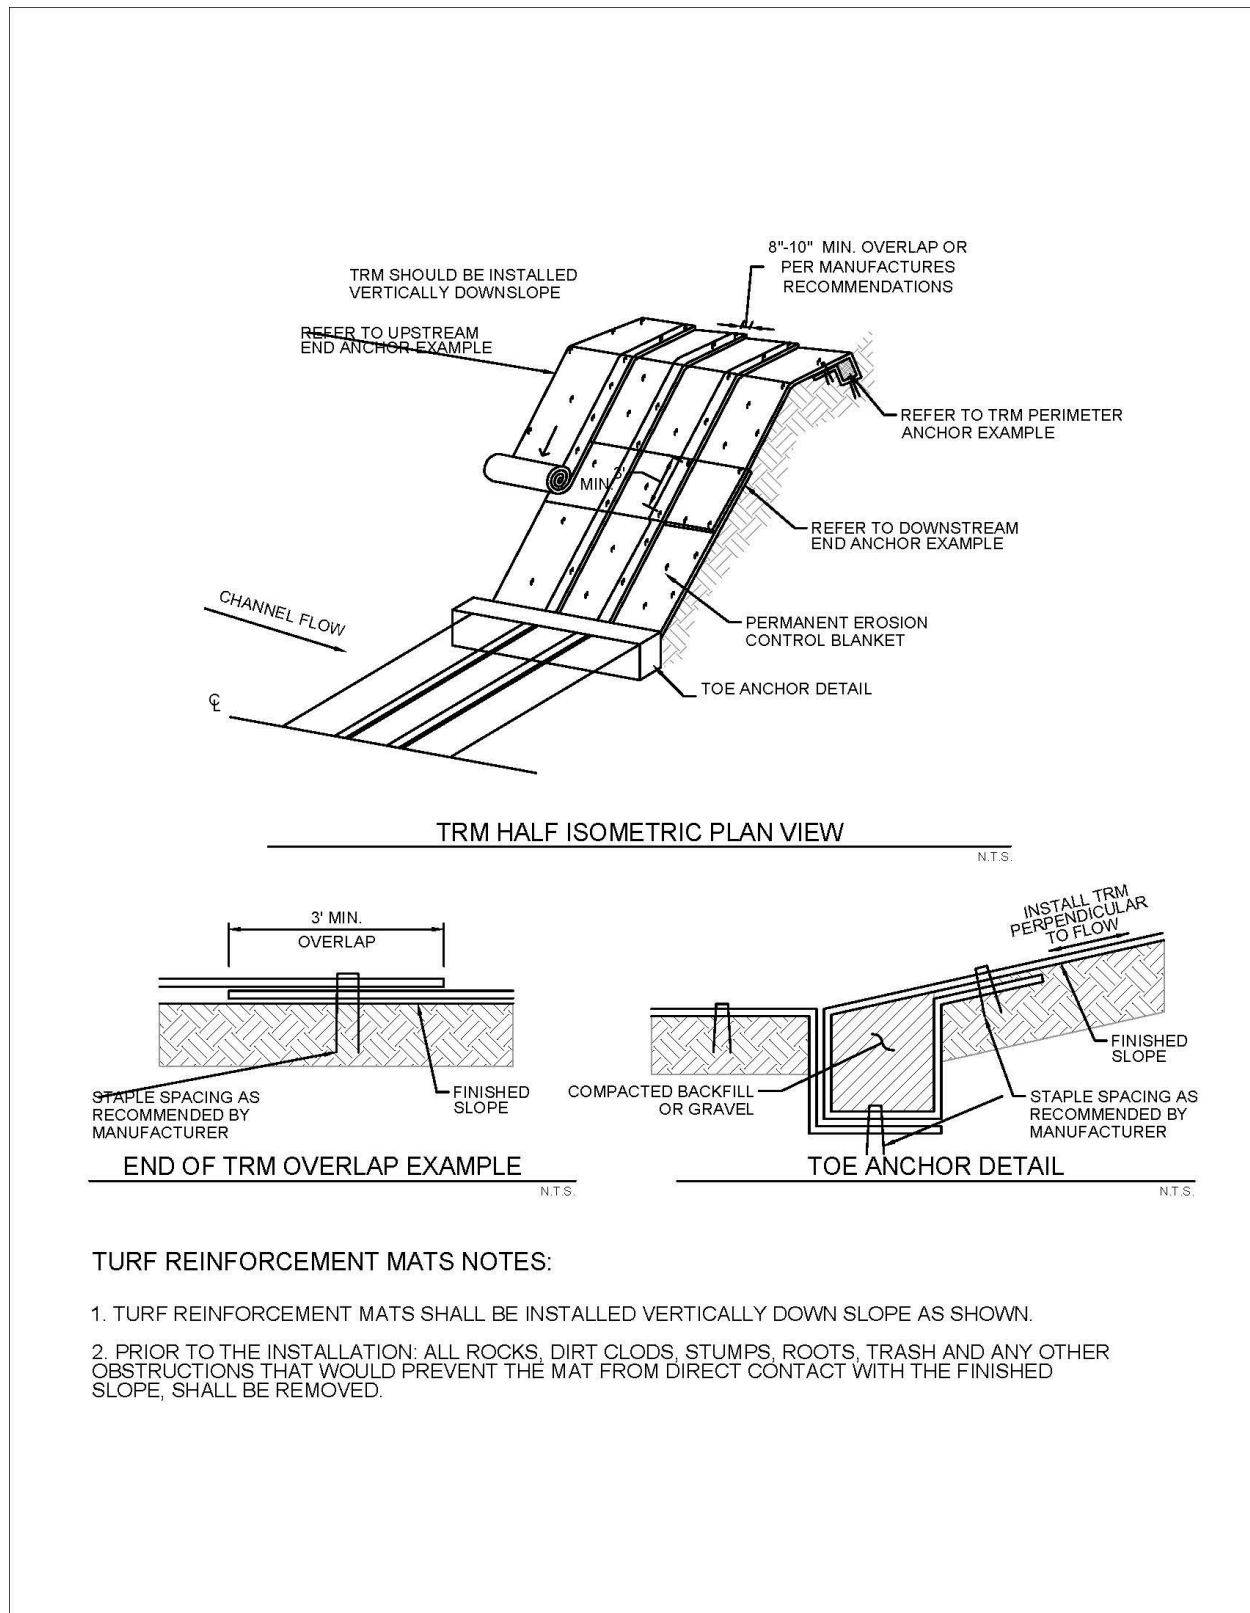 8"-10" MIN. OVERLAP OR
PER MANUFACTURES
RECOMMENDATIONS
TRM SHOULD BE INSTALLED
VERTICALLY DOWNSLOPE
REFER TO UPSTREAM
END ANCHOR EXAMPLE
REFER TO TRM PERIMETER
ANCHOR EXAMPLE
3'
MIN.
REFER TO DOWNSTREAM
END ANCHOR EXAMPLE
CHANNEL FLOW
PERMANENT EROSION
CONTROL BLANKET
TOE ANCHOR DETAIL
℄
TRM HALF ISOMETRIC PLAN VIEW
N.T.S.
3' MIN.
OVERLAP
STAPLE SPACING AS
RECOMMENDED BY
MANUFACTURER
FINISHED
SLOPE
END OF TRM OVERLAP EXAMPLE
N.T.S.
INSTALL TRM
PERPENDICULAR
TO FLOW
FINISHED
SLOPE
COMPACTED BACKFILL
OR GRAVEL
STAPLE SPACING AS
RECOMMENDED BY
MANUFACTURER
TOE ANCHOR DETAIL
N.T.S.
TURF REINFORCEMENT MATS NOTES:
1. TURF REINFORCEMENT MATS SHALL BE INSTALLED VERTICALLY DOWN SLOPE AS SHOWN.
2. PRIOR TO THE INSTALLATION: ALL ROCKS, DIRT CLODS, STUMPS, ROOTS, TRASH AND ANY OTHER
OBSTRUCTIONS THAT WOULD PREVENT THE MAT FROM DIRECT CONTACT WITH THE FINISHED
SLOPE, SHALL BE REMOVED.